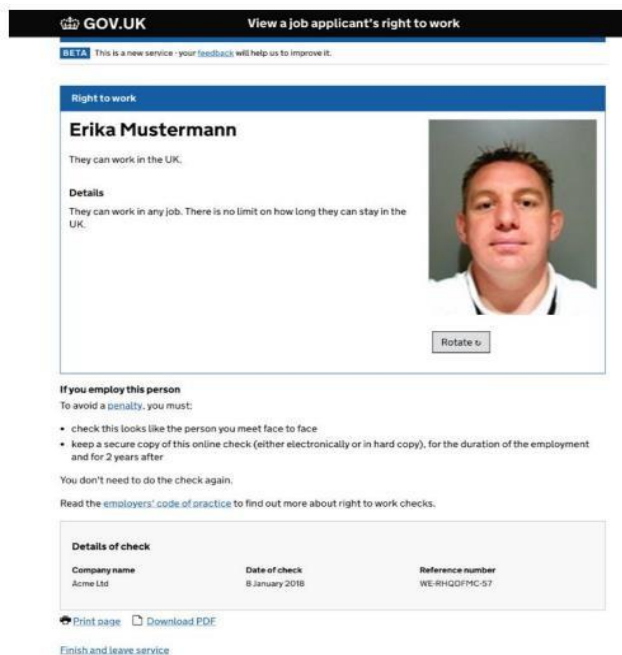 GOV.UK View a job applicant's right to work
BETA This is a new service - your feedback will help us to improve it.
Right to work
Erika Mustermann
They can work in the UK.
Details
They can work in any job. There is no limit on how long they can stay in the
UK.
Rotate ↻
If you employ this person
To avoid a penalty, you must:
• check this looks like the person you meet face to face
• keep a secure copy of this online check (either electronically or in hard copy), for the duration of the employment
and for 2 years after
You don't need to do the check again.
Read the employers' code of practice to find out more about right to work checks.
Details of check
Company name Date of check Reference number
Acme Ltd 8 January 2018 WE-RHQDFMC-57
Print page Download PDF
Finish and leave service